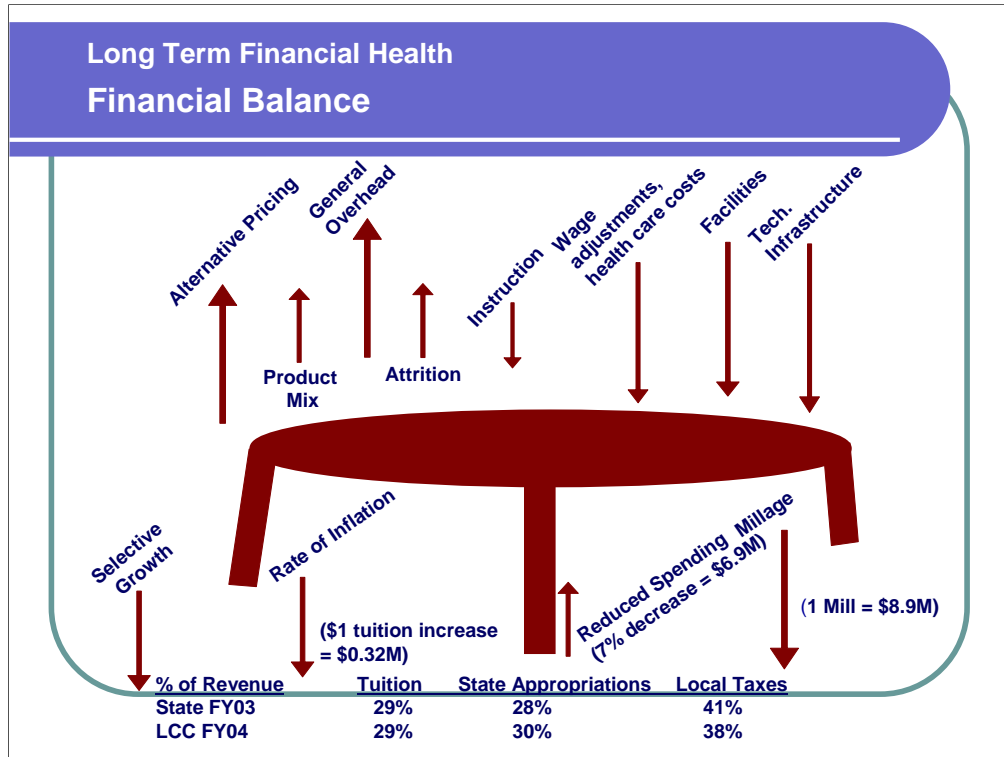 Long Term Financial Health
Financial Balance
Alternative Pricing
General
Overhead
Product
Mix
Attrition
Instruction
Wage
adjustments,
health care costs
Facilities
Tech.
Infrastructure
Selective
Growth
Rate of Inflation
($1 tuition increase
= $0.32M)
Reduced Spending
(7% decrease = $6.9M)
Millage
(1 Mill = $8.9M)
% of Revenue Tuition State Appropriations Local Taxes
State FY03 29% 28% 41%
LCC FY04 29% 30% 38%